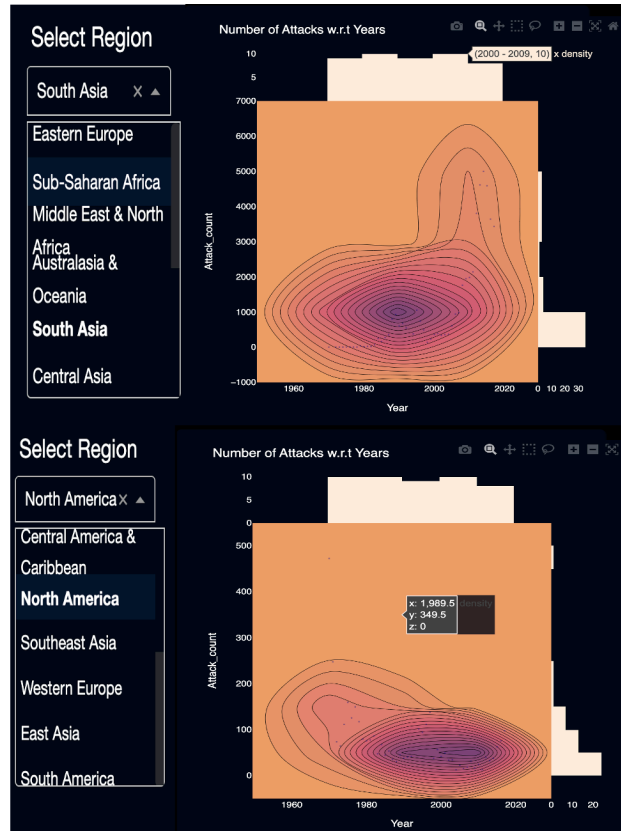 Select Region
South Asia X
Eastern Europe
Sub-Saharan Africa
Middle East & North
Africa
Australasia &
Oceania
South Asia
Central Asia
Number of Attacks w.r.t Years
(2000 - 2009, 10) x density
10
5
7000
6000
5000
4000
3000
2000
1000
0
−1000
Attack_count
1960 1980 2000 2020 0 10 20 30
Year
Select Region
North America X
Central America &
Caribbean
North America
Southeast Asia
Western Europe
East Asia
South America
Number of Attacks w.r.t Years
10
5
0
500
400
300
200
100
0
Attack_count
x: 1,989.5 density
y: 349.5
z: 0
1960 1980 2000 2020 0 10 20
Year